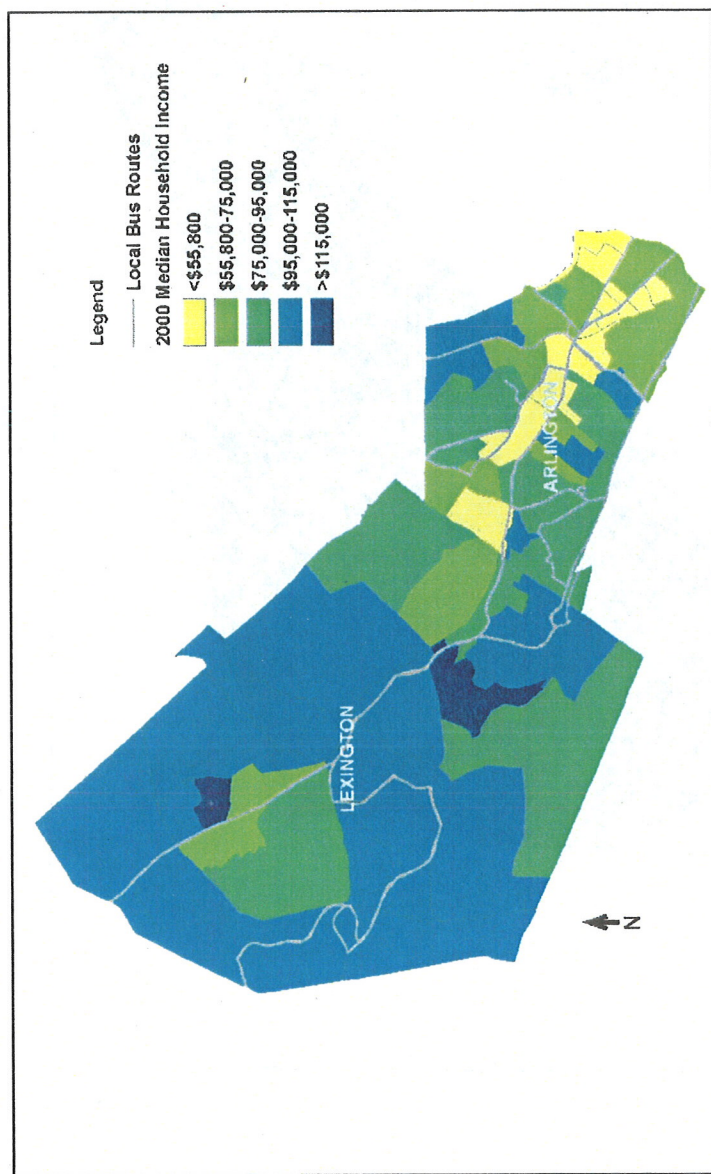 Legend
Local Bus Routes
2000 Median Household Income
<$55,800
$55,800-75,000
$75,000-95,000
$95,000-115,000
>$115,000
LEXINGTON
ARLINGTON
N